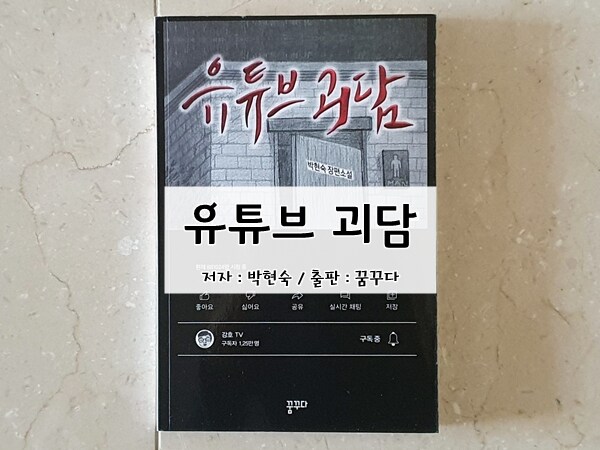 유튜브 괴담
박현숙 장편소설
MAN
유튜브 괴담
저자 : 박현숙 / 출판 : 꿈꾸다
좋아요 싫어요 공유 실시간 채팅 저장
강호 TV 구독중
구독자 1.25만 명
꿈꾸다